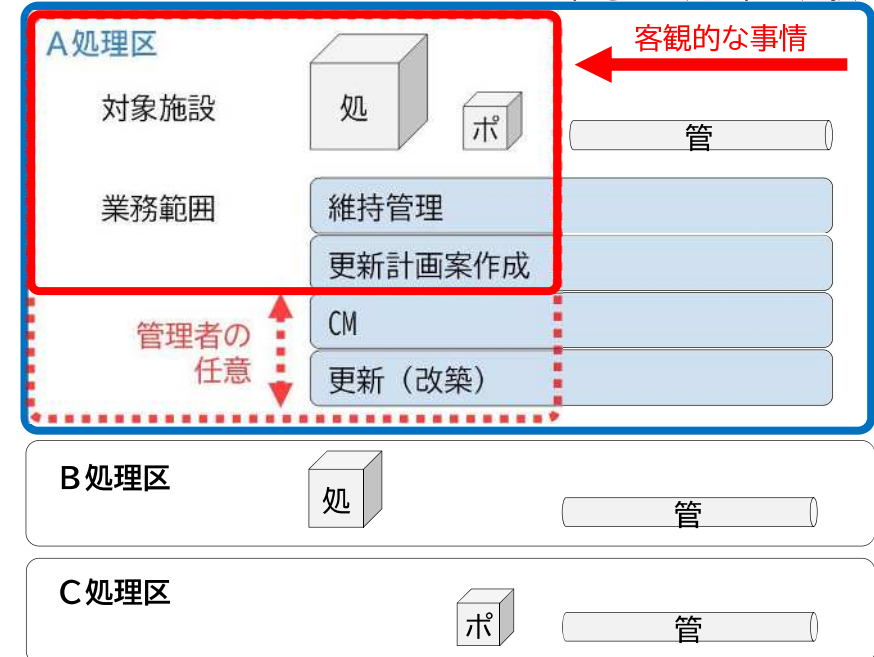 A処理区
客観的な事情
対象施設
処
ポ
管
業務範囲
維持管理
更新計画案作成
管理者の
任意
CM
更新（改築）
B処理区
処
管
C処理区
ポ
管